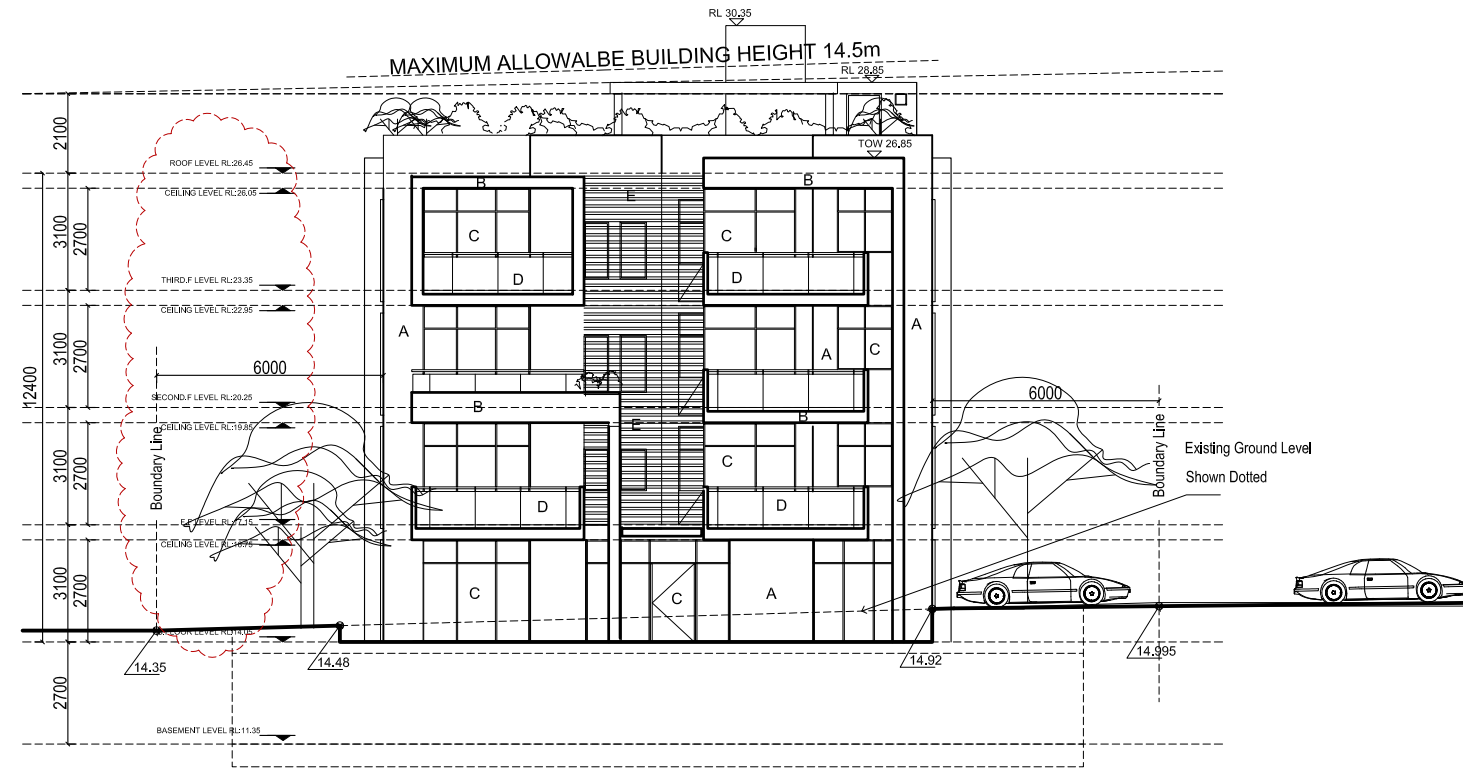 RL 30.35
MAXIMUM ALLOWALBE BUILDING HEIGHT 14.5m
RL 28.85
TOW 26.85
2100
ROOF LEVEL RL:26.45
CEILING LEVEL RL:26.05
B
B
E
C
C
D
D
3100
2700
THIRD.F LEVEL RL:23.35
CEILING LEVEL RL:22.95
A
A
A
C
3100
2700
12400
6000
6000
SECOND.F LEVEL RL:20.25
CEILING LEVEL RL:19.85
B
B
E
C
Boundary Line
Boundary Line
Existing Ground Level
Shown Dotted
3100
2700
D
D
CEILING LEVEL RL:16.75
3100
2700
C
C
A
14.35
14.48
14.92
14.995
2700
BASEMENT LEVEL RL:11.35